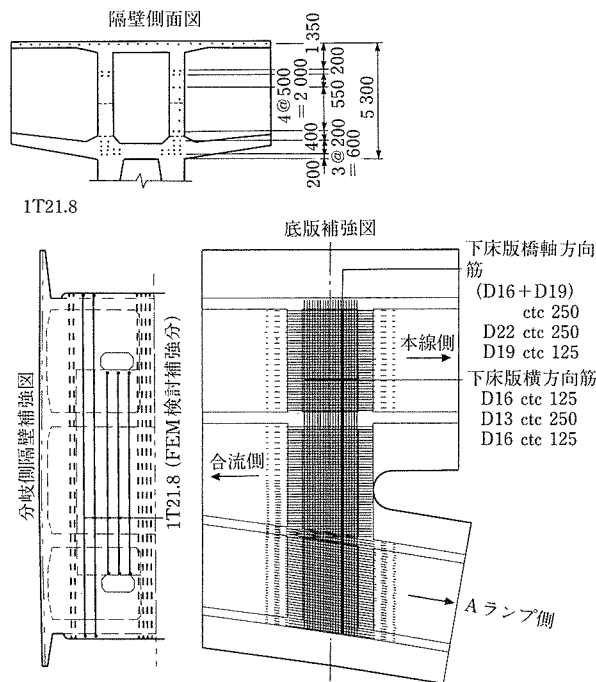 隔壁側面図
1 350
200
550
4@500
=2 000
400
3@200
=600
200
5 300
1T21.8
底版補強図
下床版橋軸方向
筋
(D16+D19)
ctc 250
D22 ctc 250
D19 ctc 125
本線側
下床版横方向筋
D16 ctc 125
D13 ctc 250
D16 ctc 125
合流側
Aランプ側
分岐側隔壁補強図
1T21.8 (FEM 検討補強分)